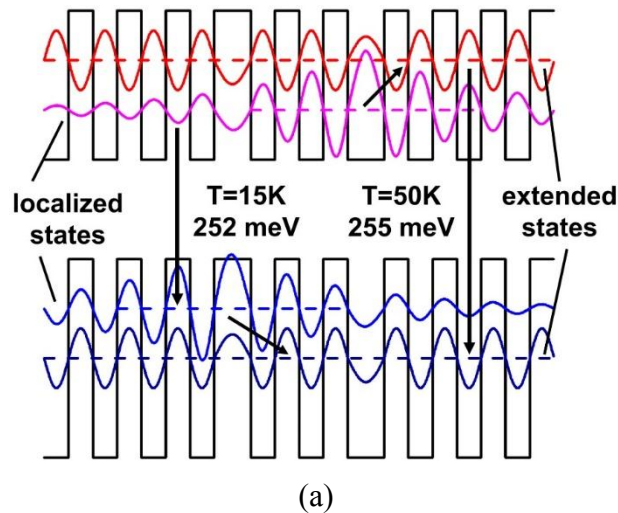 localized
states
T=15K
252 meV
T=50K
255 meV
extended
states
(a)